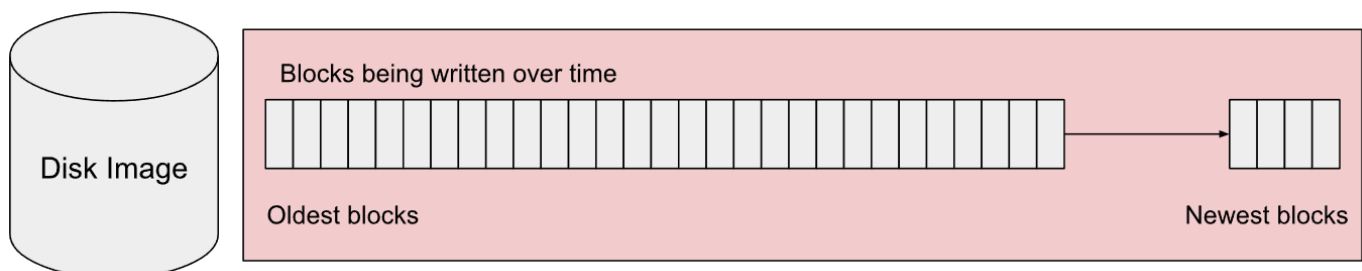 Blocks being written over time
Disk Image
Oldest blocks
Newest blocks